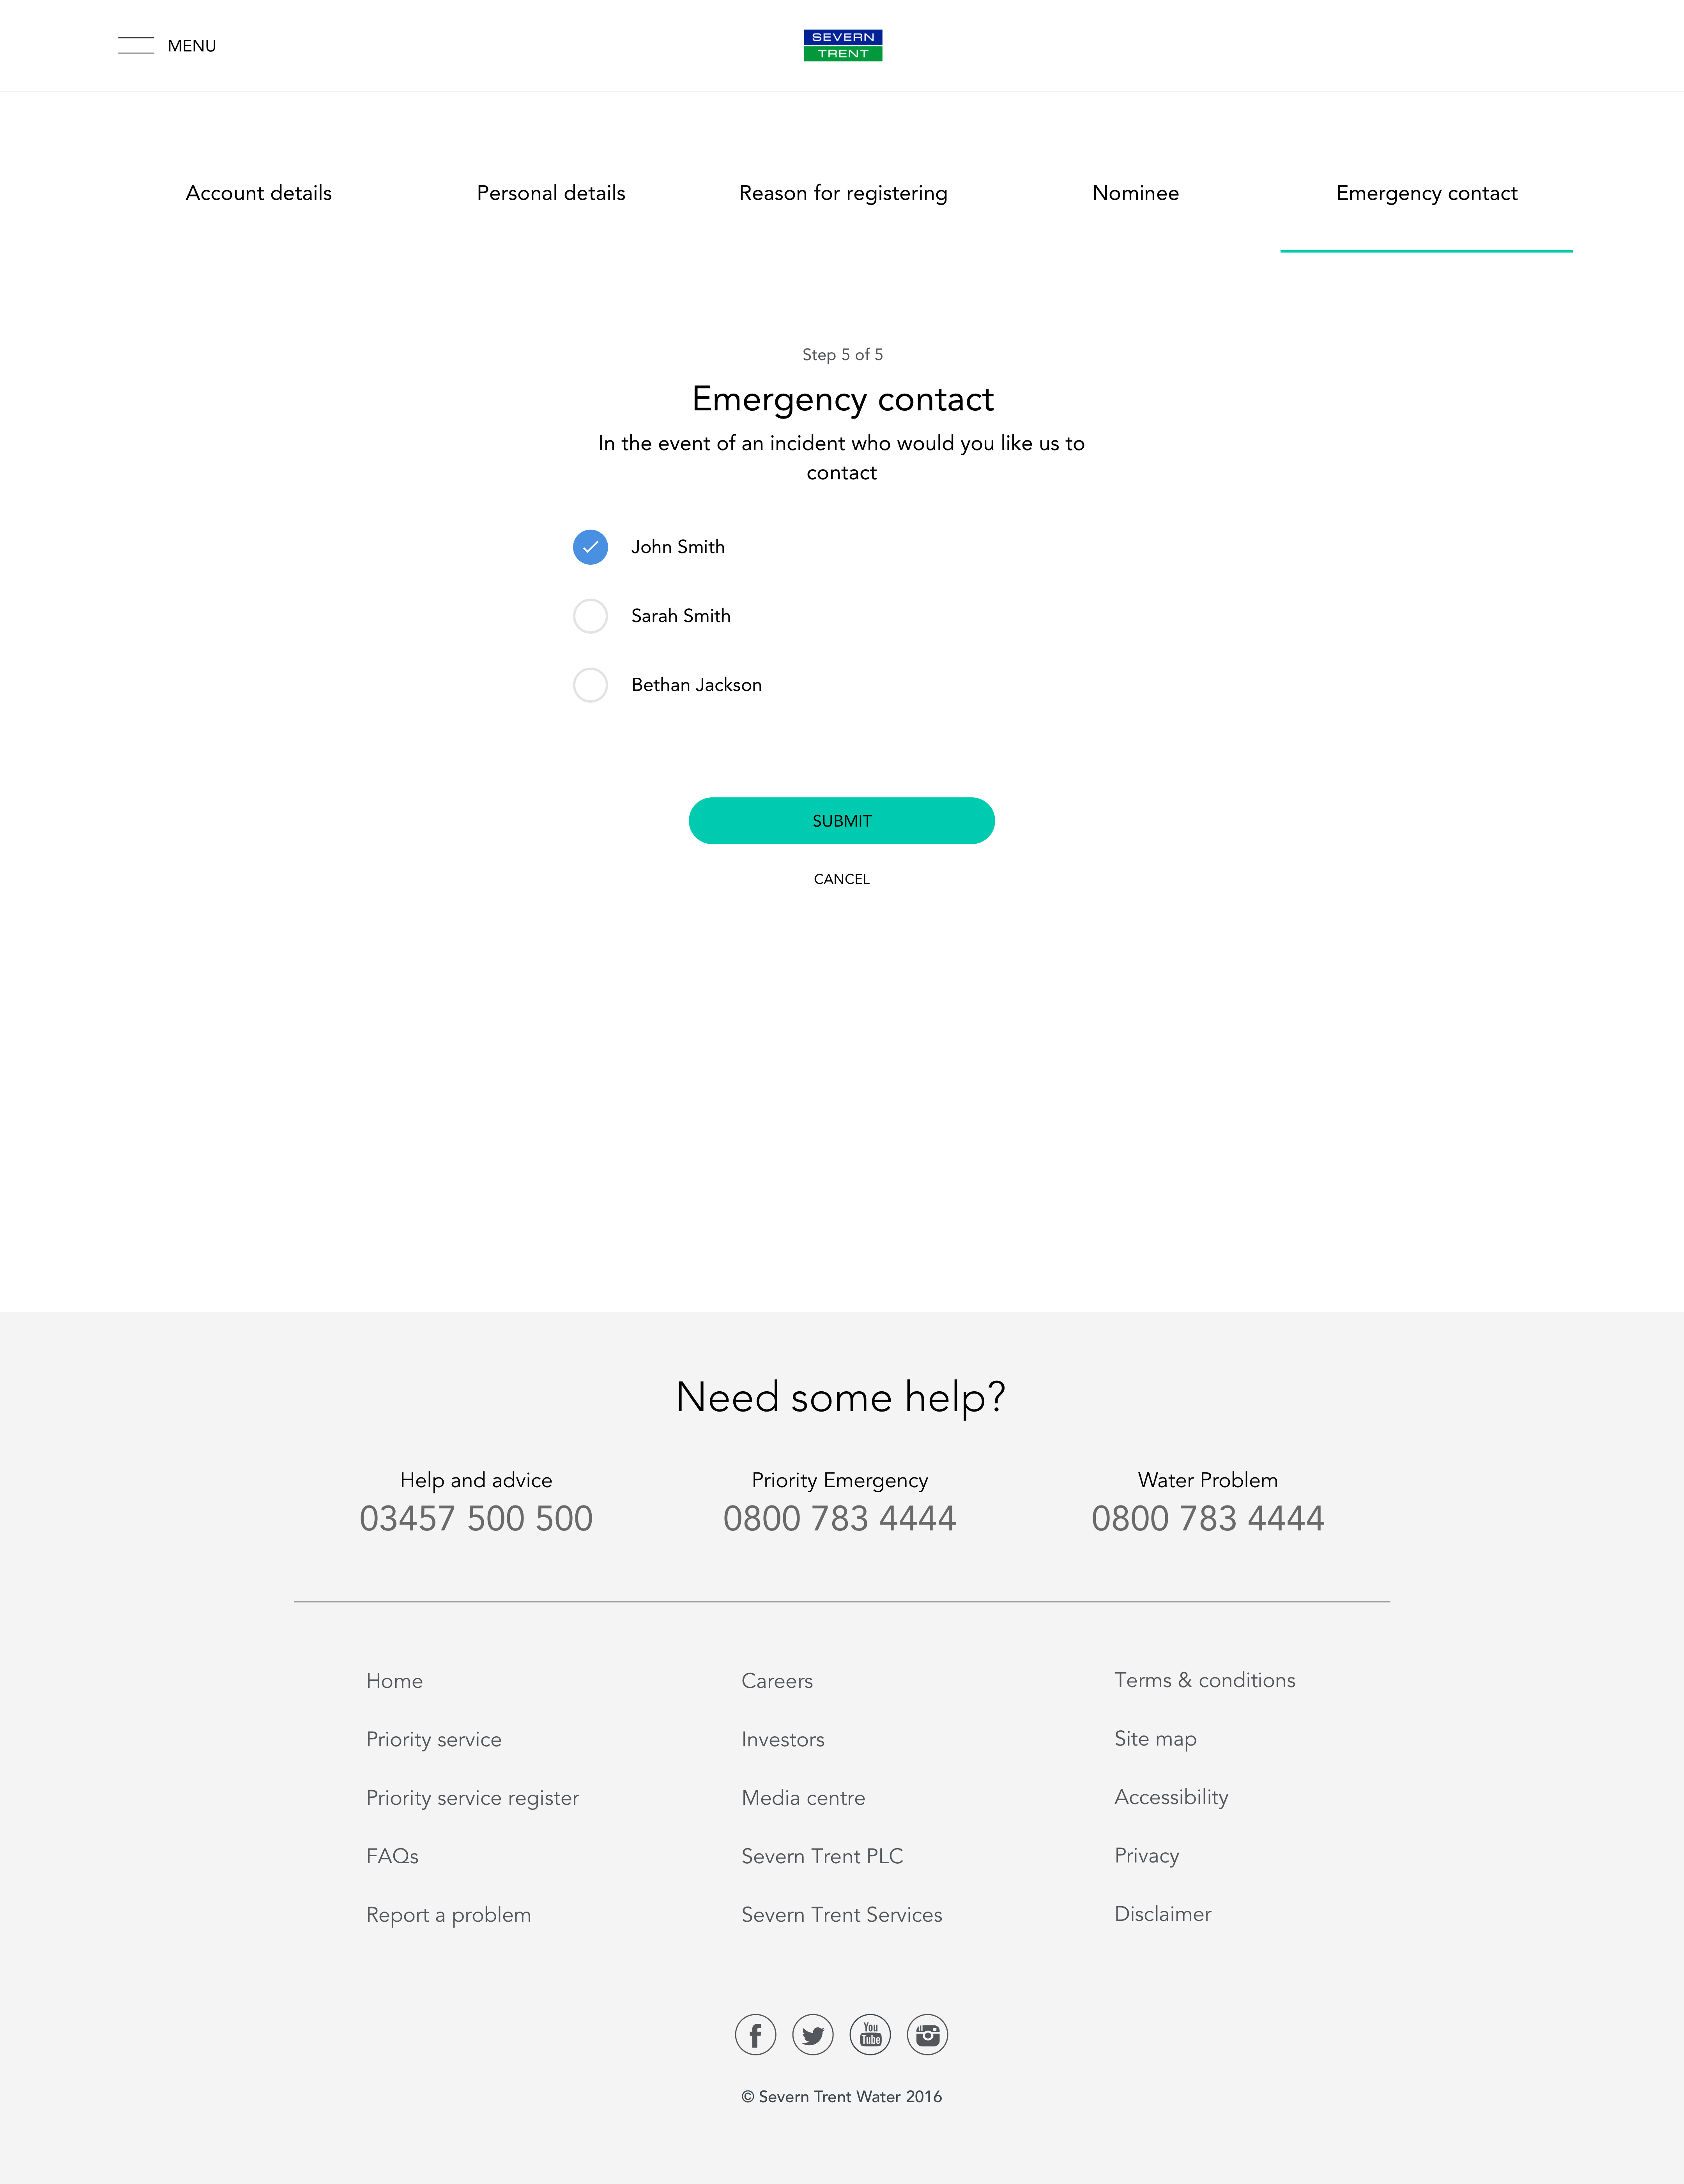 MENU
SEVERN
TRENT
Account details
Personal details
Reason for registering
Nominee
Emergency contact
Step 5 of 5
Emergency contact
In the event of an incident who would you like us to
contact
John Smith
Sarah Smith
Bethan Jackson
SUBMIT
CANCEL
Need some help?
Help and advice
03457 500 500
Priority Emergency
0800 783 4444
Water Problem
0800 783 4444
Home
Priority service
Priority service register
FAQs
Report a problem
Careers
Investors
Media centre
Severn Trent PLC
Severn Trent Services
Terms & conditions
Site map
Accessibility
Privacy
Disclaimer
You
Tube
© Severn Trent Water 2016